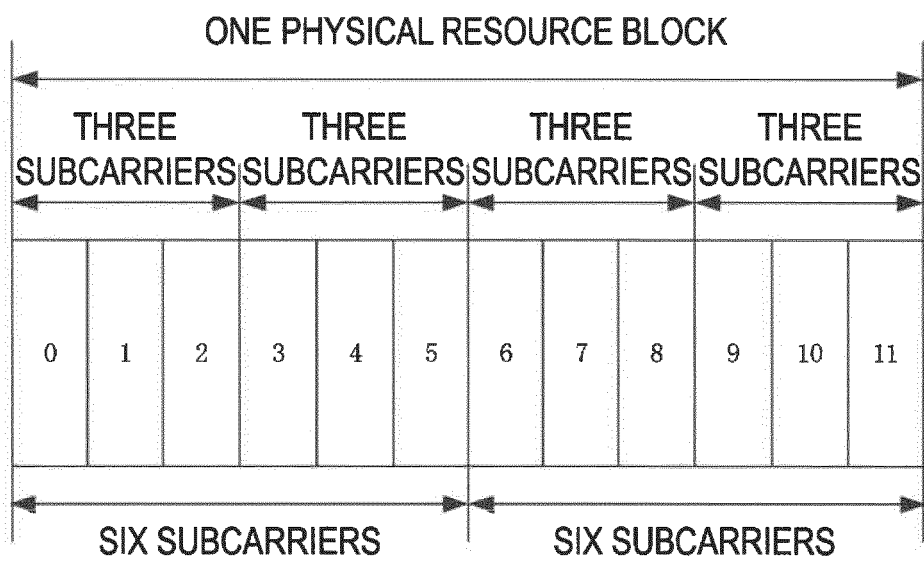 ONE PHYSICAL RESOURCE BLOCK
THREE SUBCARRIERS
THREE SUBCARRIERS
THREE SUBCARRIERS
THREE SUBCARRIERS
0 1 2 3 4 5 6 7 8 9 10 11
SIX SUBCARRIERS SIX SUBCARRIERS